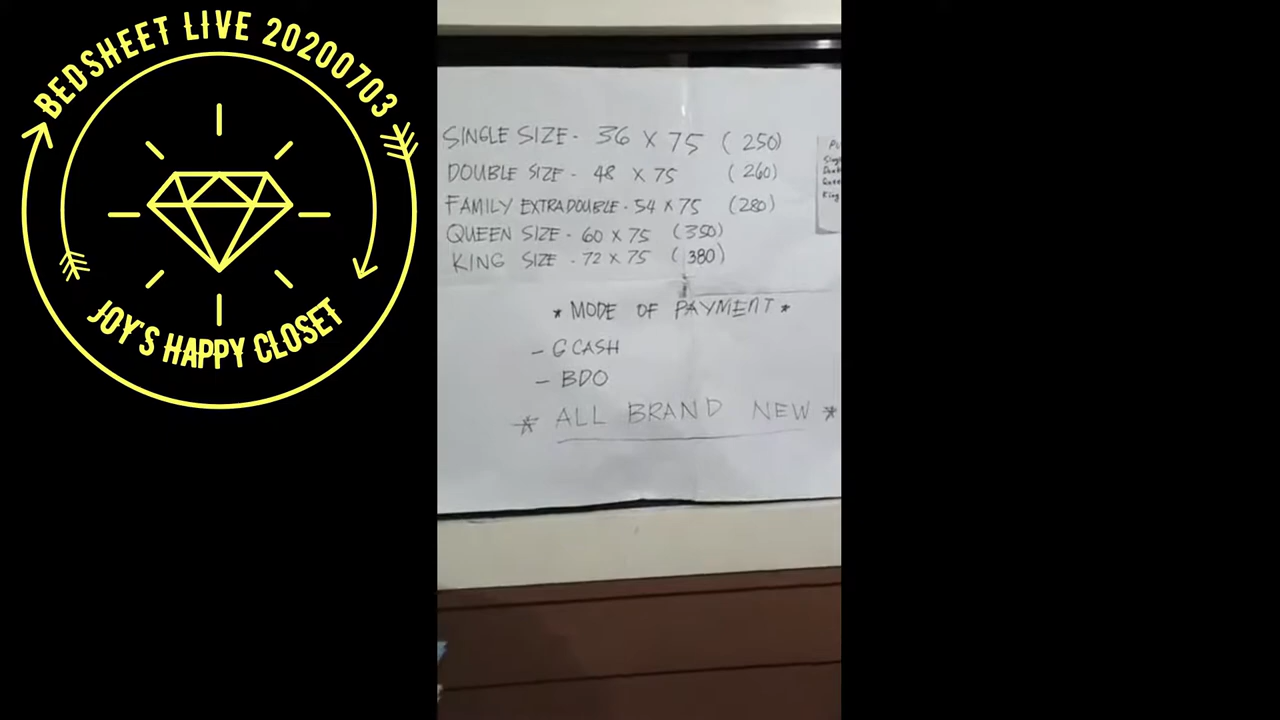 BEDSHEET LIVE 20200703
JOY'S HAPPY CLOSET
SINGLE SIZE - 36 X 75 (250)
DOUBLE SIZE - 48 X 75 (260)
FAMILY EXTRADOUBLE - 54 X 75 (280)
QUEEN SIZE - 60 X 75 (350)
KING SIZE - 72 X 75 (380)
* MODE OF PAYMENT *
- GCASH
- BDO
* ALL BRAND NEW *
King